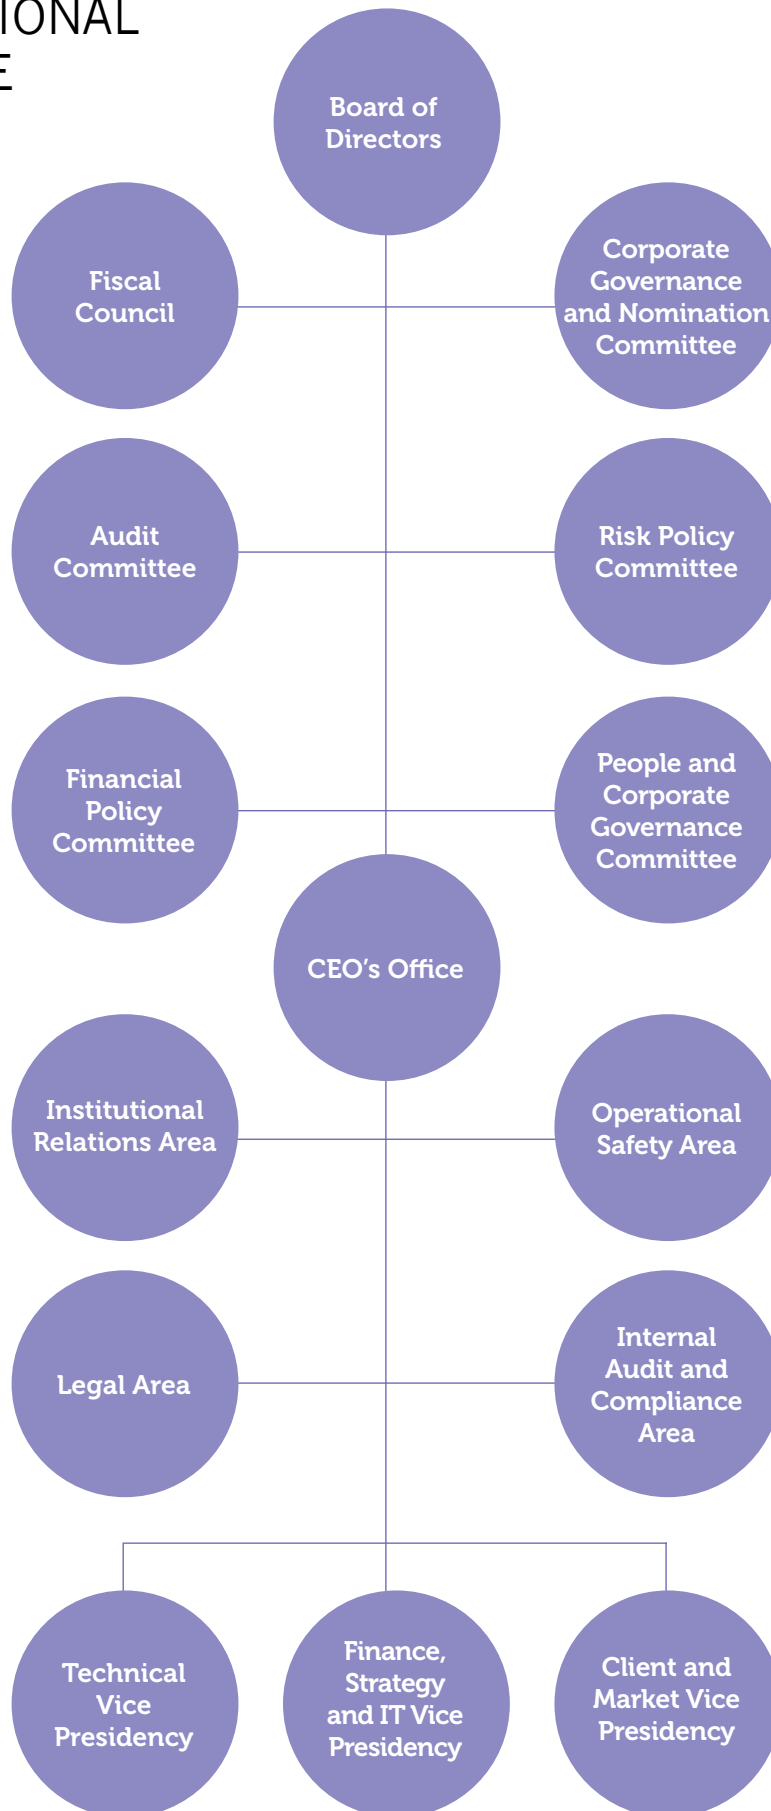 Board of
Directors
Fiscal
Council
Corporate
Governance
and Nomination
Committee
Audit
Committee
Risk Policy
Committee
Financial
Policy
Committee
People and
Corporate
Governance
Committee
CEO's Office
Institutional
Relations Area
Operational
Safety Area
Legal Area
Internal
Audit and
Compliance
Area
Technical
Vice
Presidency
Finance,
Strategy
and IT Vice
Presidency
Client and
Market Vice
Presidency